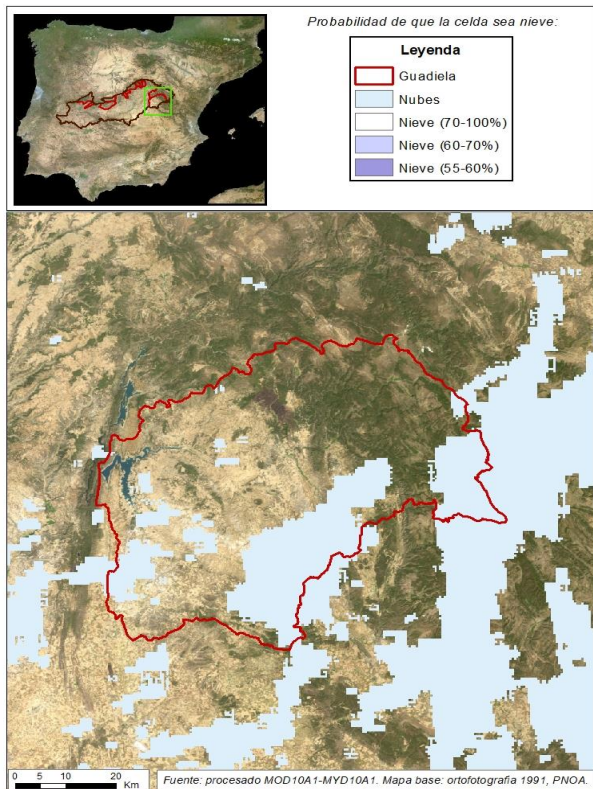 Probabilidad de que la celda sea nieve:
Leyenda
Guadiela
Nubes
Nieve (70-100%)
Nieve (60-70%)
Nieve (55-60%)
0 5 10 20
Km
Fuente: procesado MOD10A1-MYD10A1. Mapa base: ortofotografia 1991, PNOA.